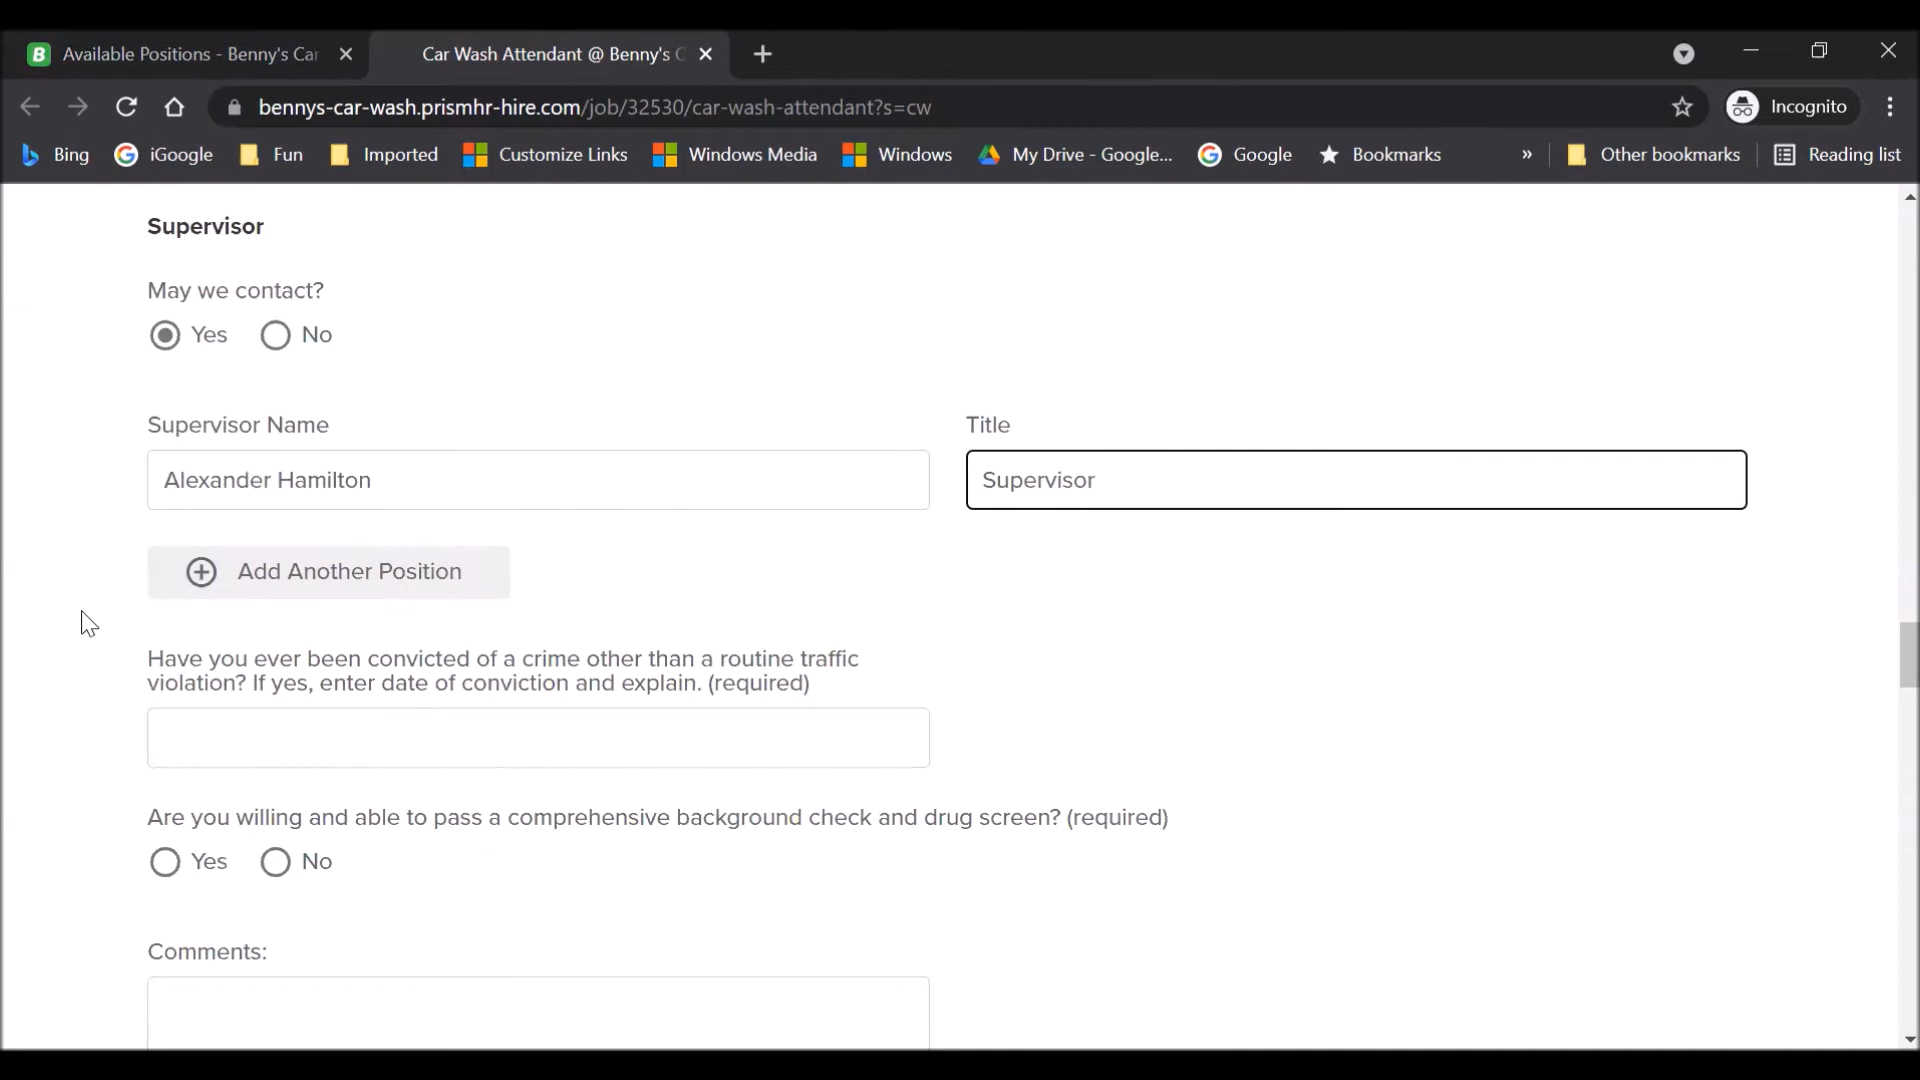 Available Positions - Benny's Car
Car Wash Attendant @ Benny's C
bennys-car-wash.prismhr-hire.com/job/32530/car-wash-attendant?s=cw
Incognito
Bing
iGoogle
Fun
Imported
Customize Links
Windows Media
Windows
My Drive - Google...
Google
Bookmarks
»
Other bookmarks
Reading list
Supervisor
May we contact?
Yes
No
Supervisor Name
Title
Alexander Hamilton
Supervisor
Add Another Position
Have you ever been convicted of a crime other than a routine traffic
violation? If yes, enter date of conviction and explain. (required)
Are you willing and able to pass a comprehensive background check and drug screen? (required)
Yes
No
Comments: